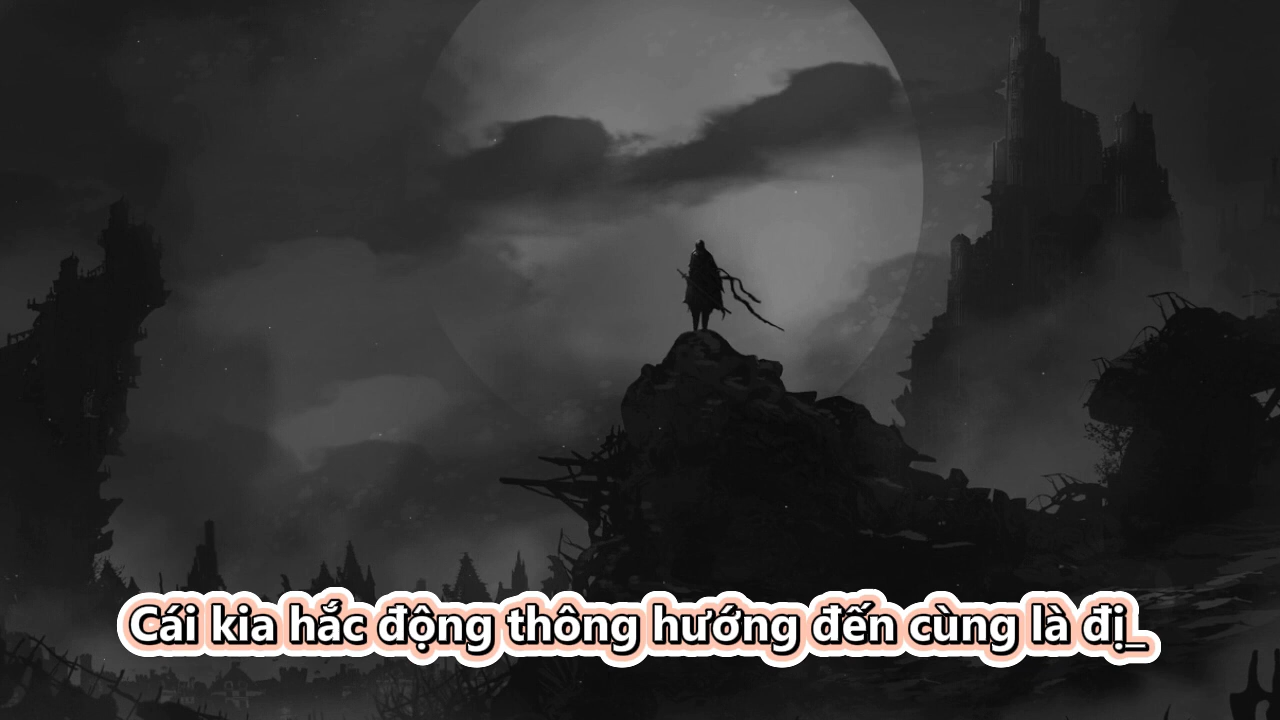 Cái kia hắc động thông hướng đến cùng là đị_